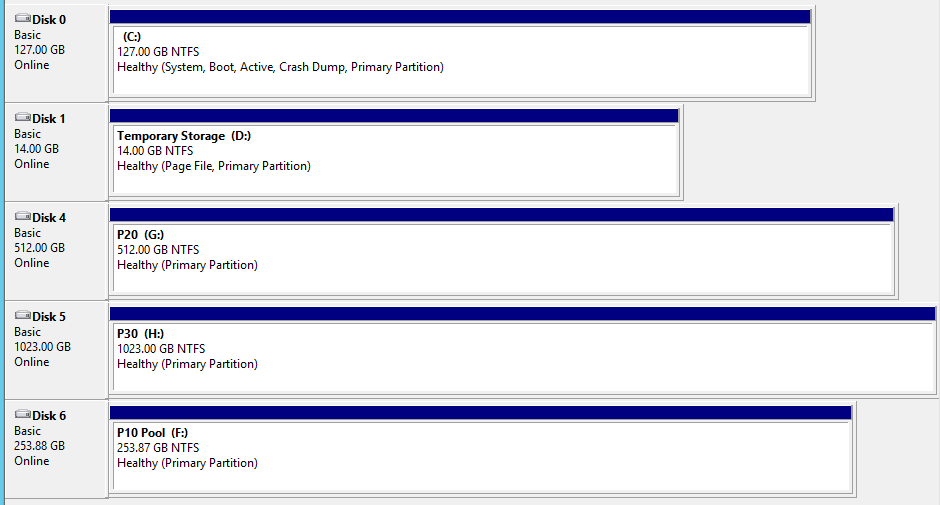 Disk 0
Basic
127.00 GB
Online
(C:)
127.00 GB NTFS
Healthy (System, Boot, Active, Crash Dump, Primary Partition)
Disk 1
Basic
14.00 GB
Online
Temporary Storage (D:)
14.00 GB NTFS
Healthy (Page File, Primary Partition)
Disk 4
Basic
512.00 GB
Online
P20 (G:)
512.00 GB NTFS
Healthy (Primary Partition)
Disk 5
Basic
1023.00 GB
Online
P30 (H:)
1023.00 GB NTFS
Healthy (Primary Partition)
Disk 6
Basic
253.88 GB
Online
P10 Pool (F:)
253.87 GB NTFS
Healthy (Primary Partition)